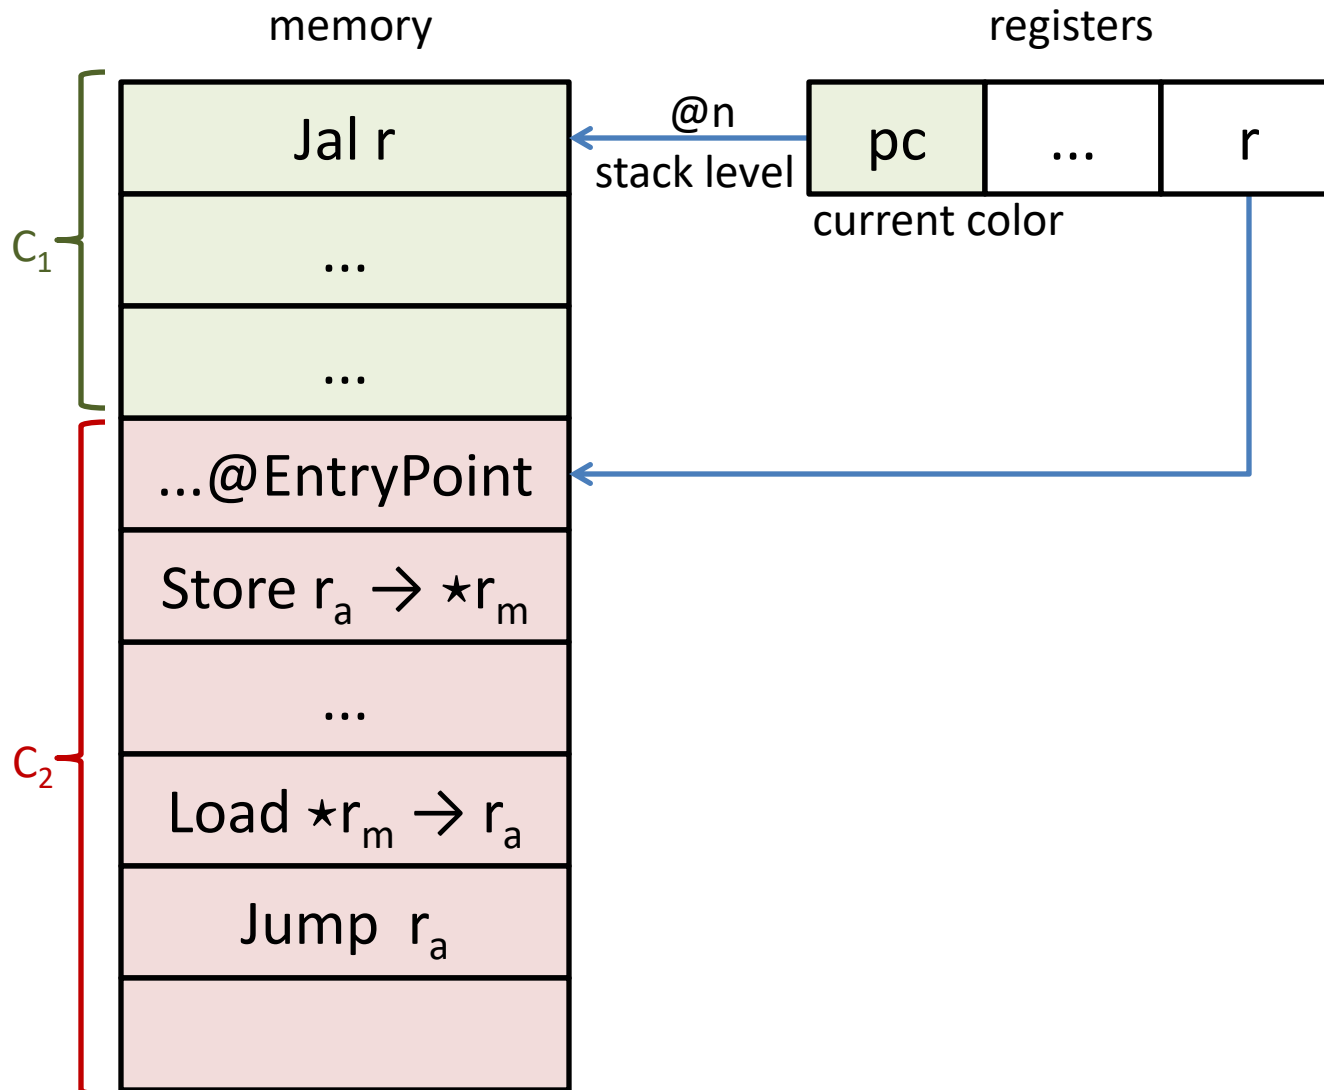 memory
registers
Jal r
@n
stack level
pc
...
r
current color
C₁
...
...
...@EntryPoint
Store rₐ → ⋆rₘ
...
C₂
Load ⋆rₘ → rₐ
Jump rₐ